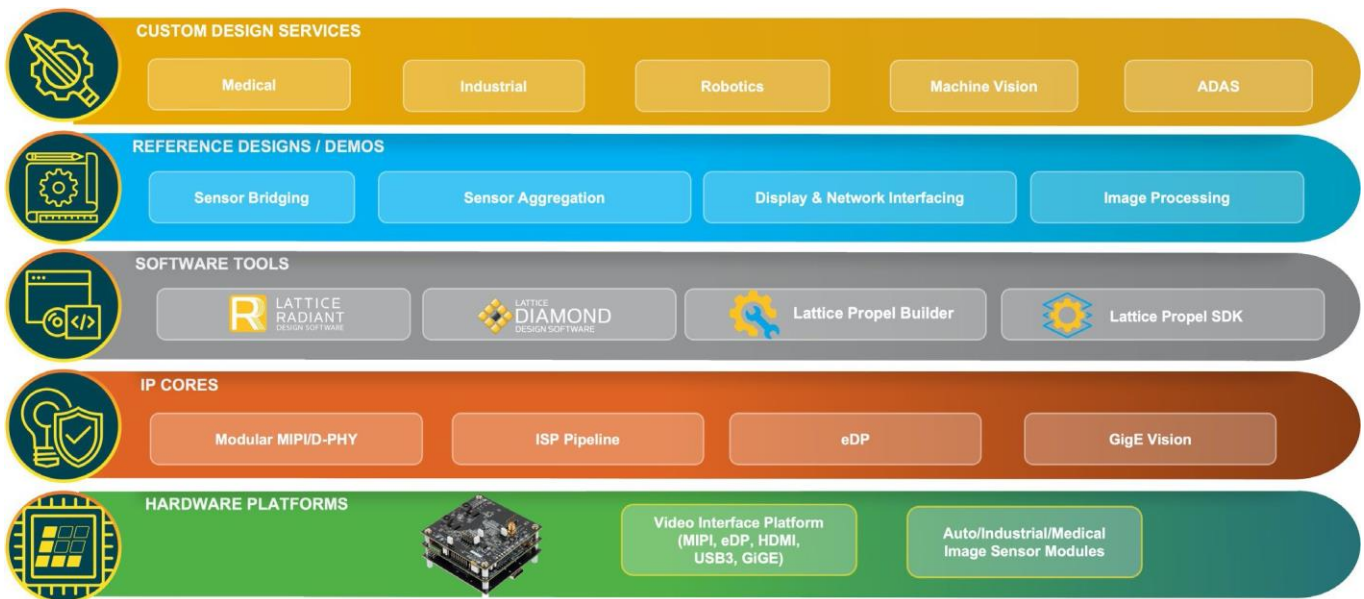 CUSTOM DESIGN SERVICES
Medical
Industrial
Robotics
Machine Vision
ADAS
REFERENCE DESIGNS / DEMOS
Sensor Bridging
Sensor Aggregation
Display & Network Interfacing
Image Processing
SOFTWARE TOOLS
LATTICE
RADIANT
DESIGN SOFTWARE
LATTICE
DIAMOND
DESIGN SOFTWARE
Lattice Propel Builder
Lattice Propel SDK
IP CORES
Modular MIPI/D-PHY
ISP Pipeline
eDP
GigE Vision
HARDWARE PLATFORMS
Video Interface Platform
(MIPI, eDP, HDMI,
USB3, GiGE)
Auto/Industrial/Medical
Image Sensor Modules